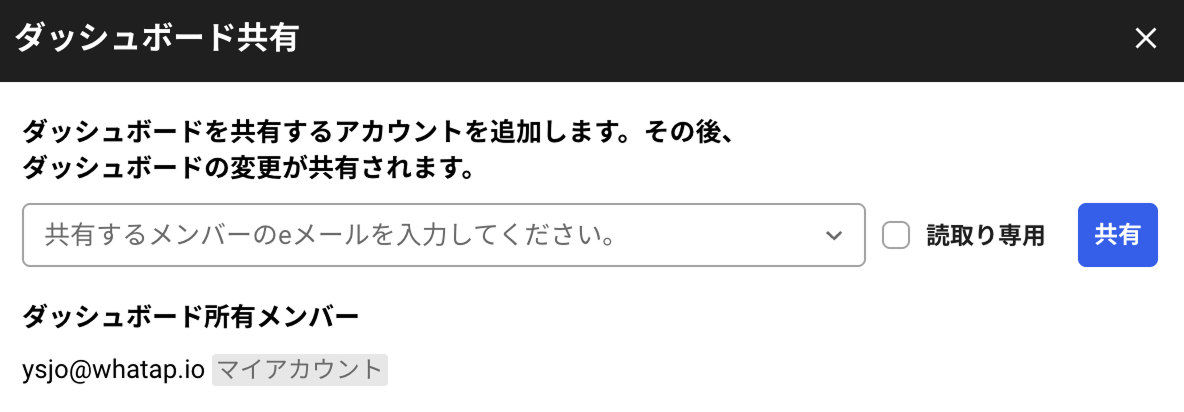 ダッシュボード共有
ダッシュボードを共有するアカウントを追加します。その後、
ダッシュボードの変更が共有されます。
共有するメンバーのeメールを入力してください。
読取り専用
共有
ダッシュボード所有メンバー
ysjo@whatap.io マイアカウント